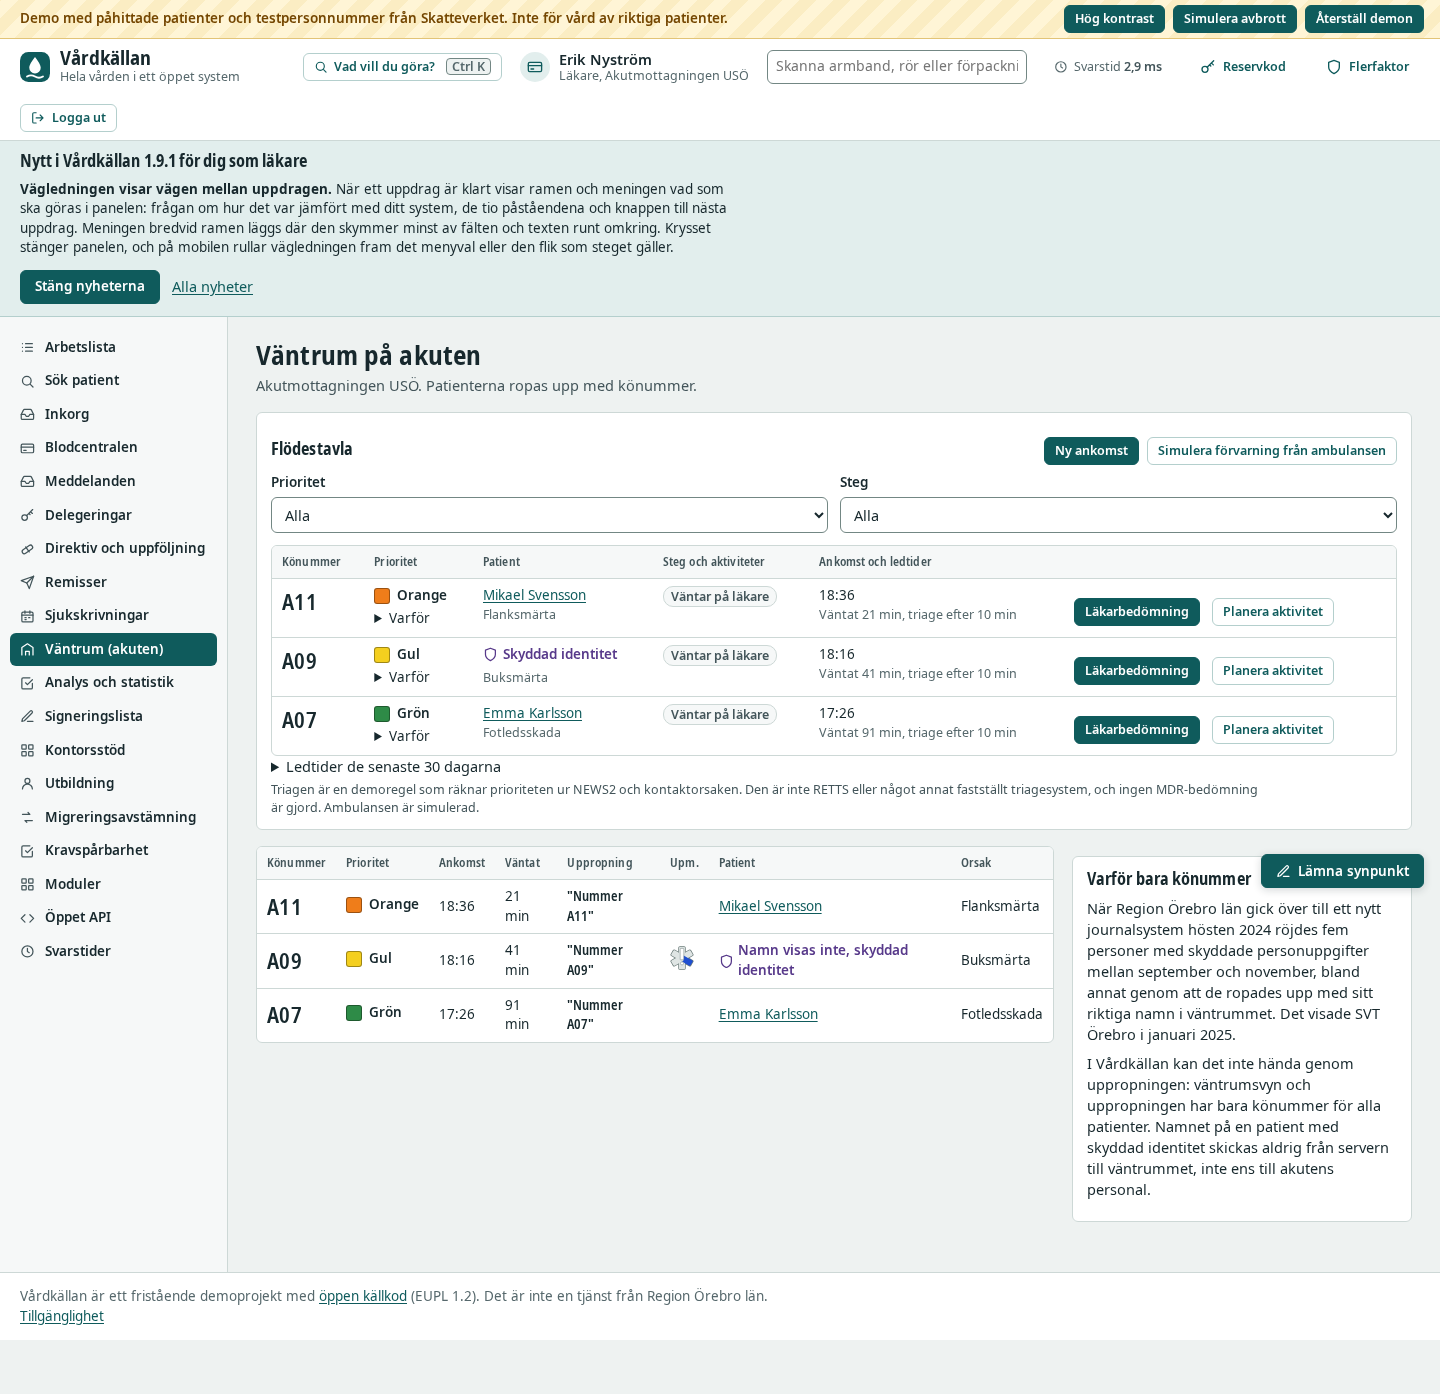 Demo med påhittade patienter och testpersonnummer från Skatteverket. Inte för vård av riktiga patienter.
Hög kontrast
Simulera avbrott
Återställ demon
Vårdkällan
Hela vården i ett öppet system
Vad vill du göra? Ctrl K
Erik Nyström
Läkare, Akutmottagningen USÖ
Skanna armband, rör eller förpackni
Svarstid 2,9 ms
Reservkod
Flerfaktor
Logga ut
Nytt i Vårdkällan 1.9.1 för dig som läkare
Vägledningen visar vägen mellan uppdragen. När ett uppdrag är klart visar ramen och meningen vad som
ska göras i panelen: frågan om hur det var jämfört med ditt system, de tio påståendena och knappen till nästa
uppdrag. Meningen bredvid ramen läggs där den skymmer minst av fälten och texten runt omkring. Krysset
stänger panelen, och på mobilen rullar vägledningen fram det menyval eller den flik som steget gäller.
Stäng nyheterna
Alla nyheter
Arbetslista
Sök patient
Inkorg
Blodcentralen
Meddelanden
Delegeringar
Direktiv och uppföljning
Remisser
Sjukskrivningar
Väntrum (akuten)
Analys och statistik
Signeringslista
Kontorsstöd
Utbildning
Migreringsavstämning
Kravspårbarhet
Moduler
Öppet API
Svarstider
Väntrum på akuten
Akutmottagningen USÖ. Patienterna ropas upp med könummer.
Flödestavla
Ny ankomst
Simulera förvarning från ambulansen
Prioritet
Steg
Alla
Alla
Könummer Prioritet Patient Steg och aktiviteter Ankomst och ledtider
A11 Orange Mikael Svensson Väntar på läkare 18:36 Läkarbedömning Planera aktivitet
Varför Flanksmärta Väntat 21 min, triage efter 10 min
A09 Gul Skyddad identitet Väntar på läkare 18:16 Läkarbedömning Planera aktivitet
Varför Buksmärta Väntat 41 min, triage efter 10 min
A07 Grön Emma Karlsson Väntar på läkare 17:26 Läkarbedömning Planera aktivitet
Varför Fotledsskada Väntat 91 min, triage efter 10 min
Ledtider de senaste 30 dagarna
Triagen är en demoregel som räknar prioriteten ur NEWS2 och kontaktorsaken. Den är inte RETTS eller något annat fastställt triagesystem, och ingen MDR-bedömning
är gjord. Ambulansen är simulerad.
Könummer Prioritet Ankomst Väntat Uppropning Upm. Patient Orsak
A11 Orange 18:36 21 min "Nummer A11" Mikael Svensson Flanksmärta
A09 Gul 18:16 41 min "Nummer A09" Namn visas inte, skyddad identitet Buksmärta
A07 Grön 17:26 91 min "Nummer A07" Emma Karlsson Fotledsskada
Varför bara könummer
Lämna synpunkt
När Region Örebro län gick över till ett nytt
journalsystem hösten 2024 röjdes fem
personer med skyddade personuppgifter
mellan september och november, bland
annat genom att de ropades upp med sitt
riktiga namn i väntrummet. Det visade SVT
Örebro i januari 2025.
I Vårdkällan kan det inte hända genom
uppropningen: väntrumsvyn och
uppropningen har bara könummer för alla
patienter. Namnet på en patient med
skyddad identitet skickas aldrig från servern
till väntrummet, inte ens till akutens
personal.
Vårdkällan är ett fristående demoprojekt med öppen källkod (EUPL 1.2). Det är inte en tjänst från Region Örebro län.
Tillgänglighet